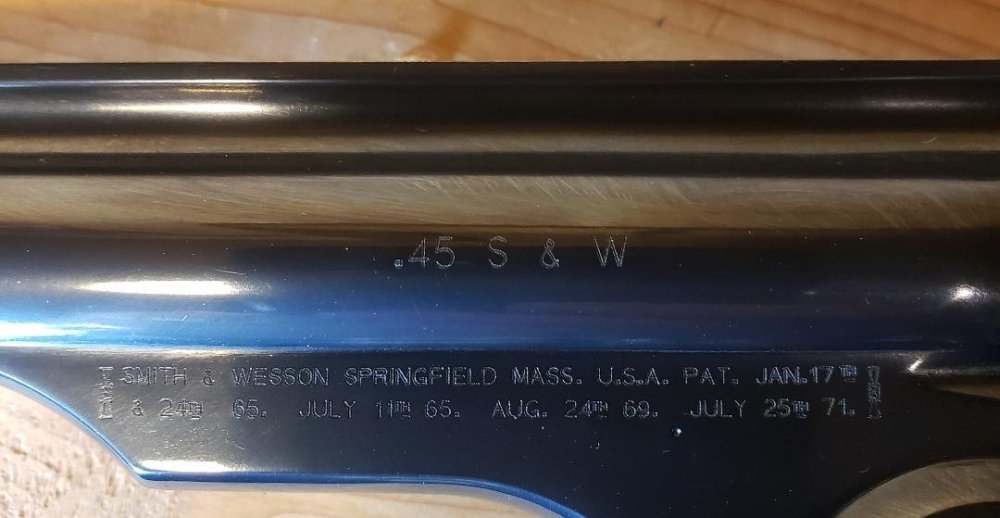 .45 S & W
SMITH & WESSON SPRINGFIELD MASS. U.S.A. PAT. JAN.17TH
& 24TH 65. JULY 11TH 65. AUG. 24TH 69. JULY 25TH 71.